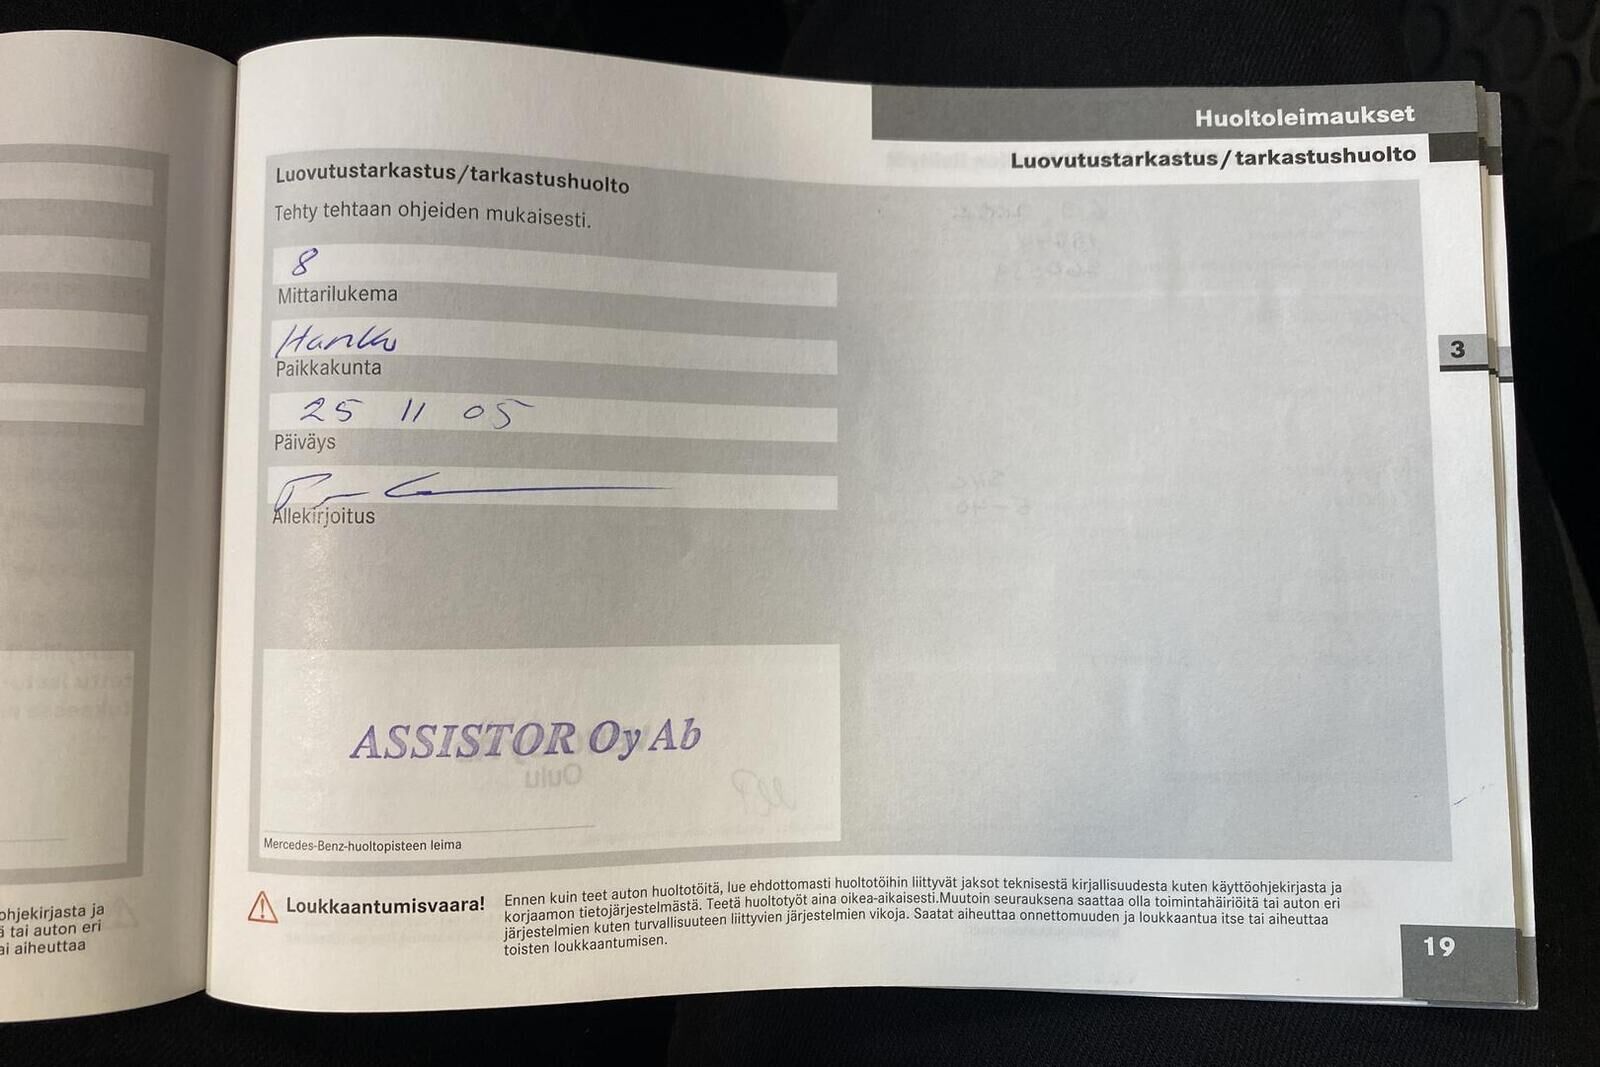 Huoltoleimaukset
Luovutustarkastus/tarkastushuolto
Luovutustarkastus/tarkastushuolto
Tehty tehtaan ohjeiden mukaisesti.
8
Mittarilukema
Hanko
Paikkakunta
25 11 05
Päiväys
Allekirjoitus
3
ASSISTOR Oy Ab
Oulu
Mercedes-Benz-huoltopisteen leima
Loukkaantumisvaara!
Ennen kuin teet auton huoltotöitä, lue ehdottomasti huoltotöihin liittyvät jaksot teknisestä kirjallisuudesta kuten käyttöohjekirjasta ja
korjaamon tietojärjestelmästä. Teetä huoltotyöt aina oikea-aikaisesti.Muutoin seurauksena saattaa olla toimintahäiriöitä tai auton eri
järjestelmien kuten turvallisuuteen liittyvien järjestelmien vikoja. Saatat aiheuttaa onnettomuuden ja loukkaantua itse tai aiheuttaa
toisten loukkaantumisen.
19
ohjekirjasta ja
tai auton eri
ai aiheuttaa